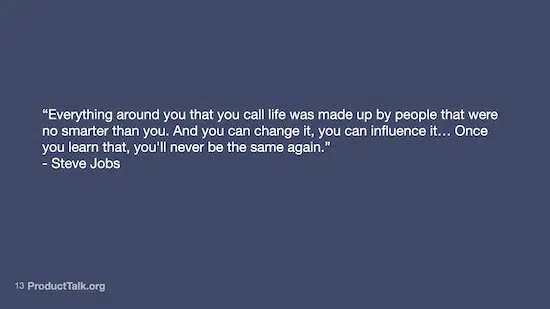 “Everything around you that you call life was made up by people that were
no smarter than you. And you can change it, you can influence it… Once
you learn that, you'll never be the same again.”
- Steve Jobs
13 ProductTalk.org